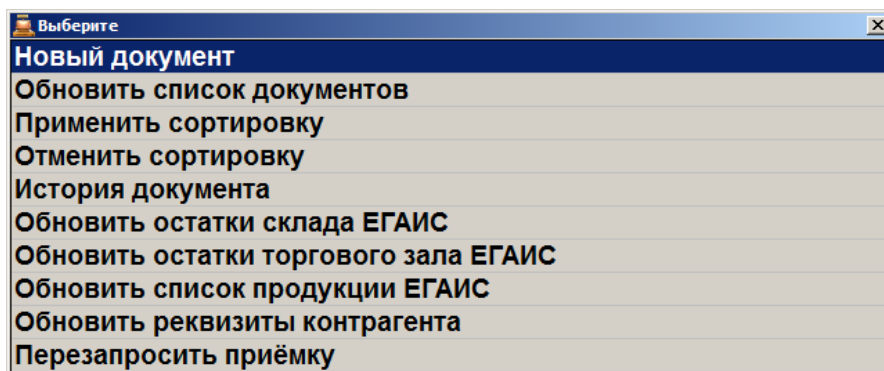 Выберите
Новый документ
Обновить список документов
Применить сортировку
Отменить сортировку
История документа
Обновить остатки склада ЕГАИС
Обновить остатки торгового зала ЕГАИС
Обновить список продукции ЕГАИС
Обновить реквизиты контрагента
Перезапросить приёмку